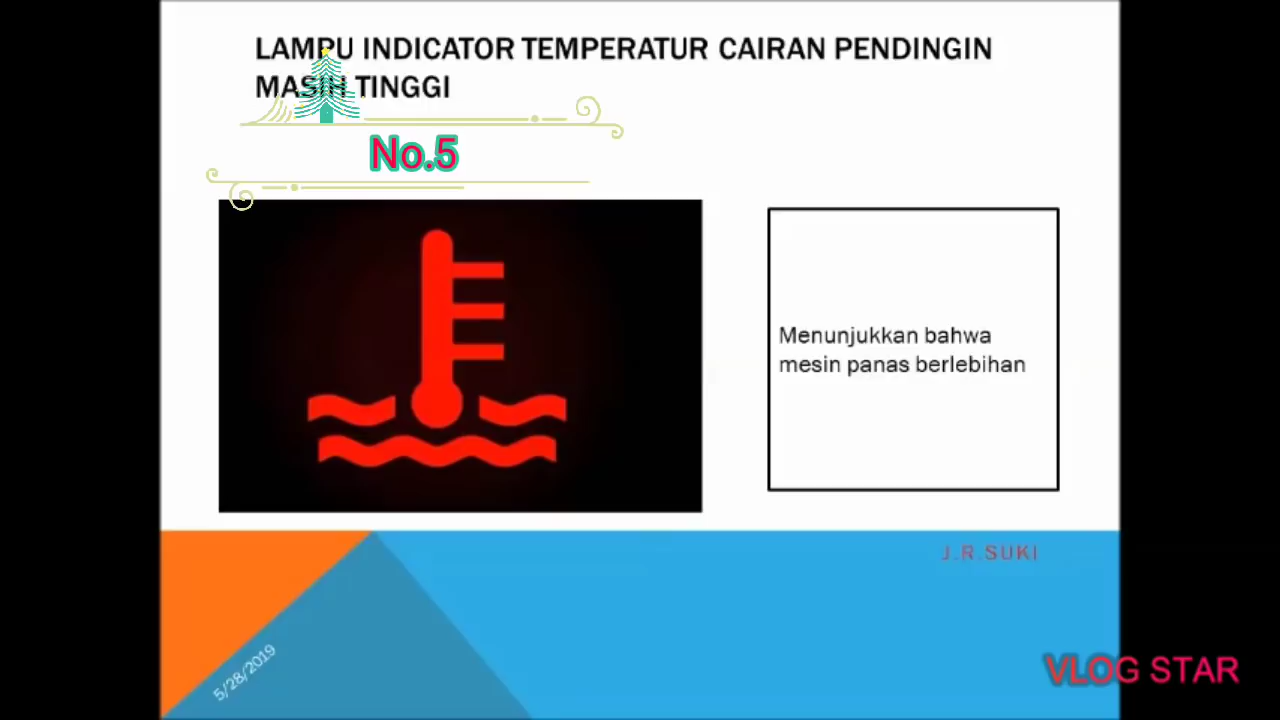 LAMPU INDICATOR TEMPERATUR CAIRAN PENDINGIN
MASIH TINGGI
No.5
Menunjukkan bahwa
mesin panas berlebihan
J.R.SUKI
5/28/2019
VLOG STAR